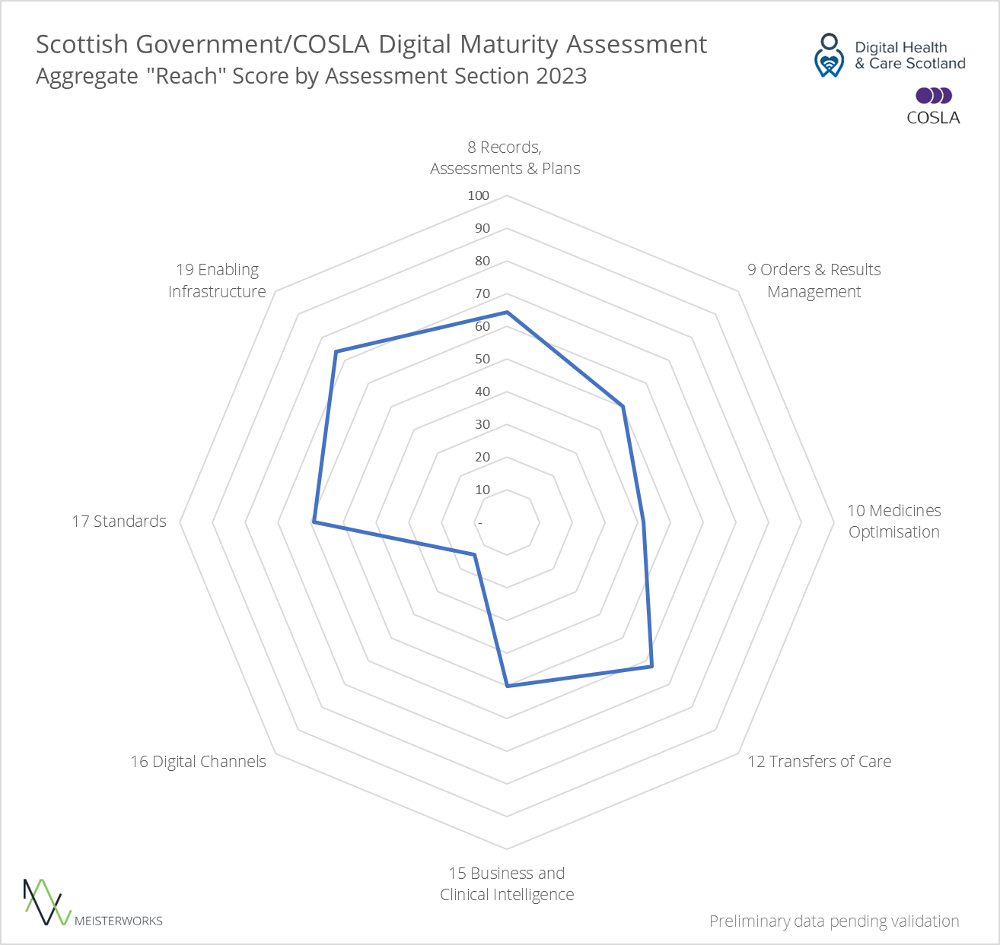 Scottish Government/COSLA Digital Maturity Assessment
Aggregate "Reach" Score by Assessment Section 2023
Digital Health
& Care Scotland
COSLA
8 Records,
Assessments & Plans
100
90
80
70
60
50
40
30
20
10
-
19 Enabling
Infrastructure
9 Orders & Results
Management
17 Standards
10 Medicines
Optimisation
16 Digital Channels
12 Transfers of Care
15 Business and
Clinical Intelligence
MEISTERWORKS
Preliminary data pending validation